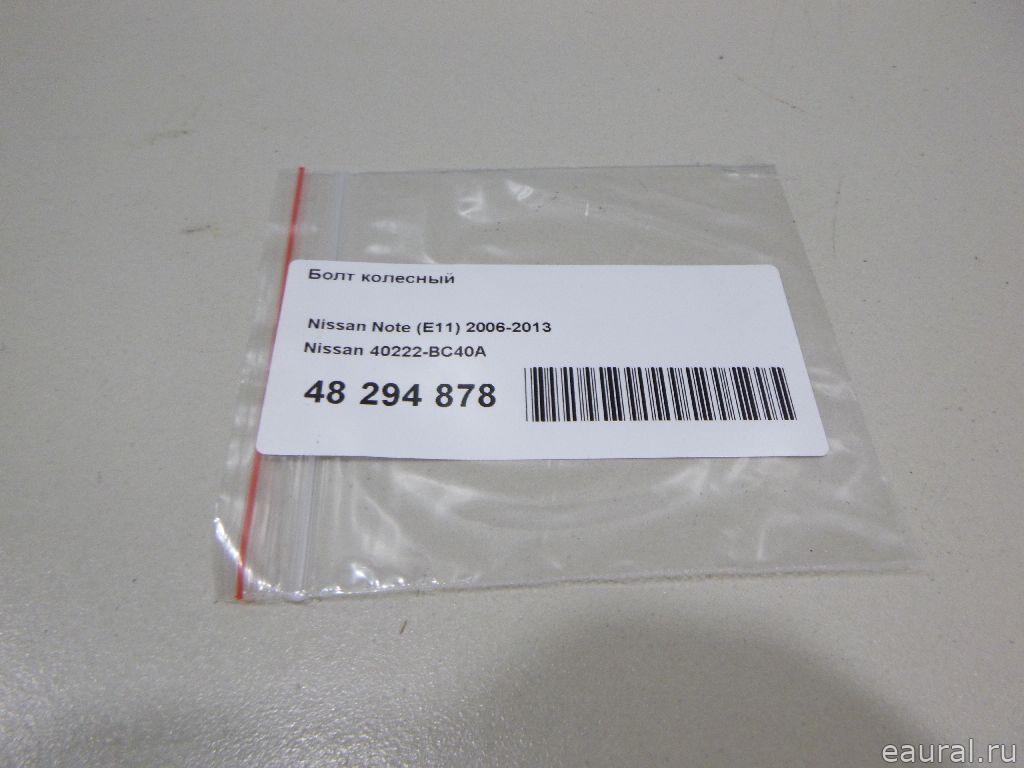 Болт колесный
Nissan Note (E11) 2006-2013
Nissan 40222-BC40A
48 294 878
eaural.ru